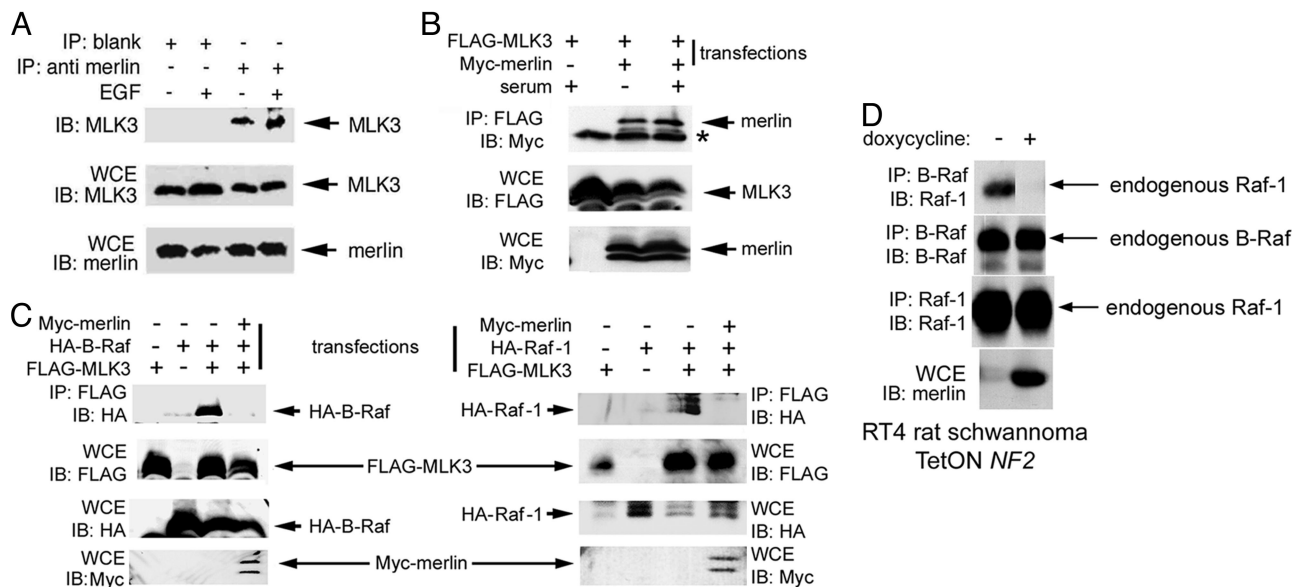 A
IP: blank + + - -
IP: anti merlin - - + +
EGF - + - +
IB: MLK3 MLK3
WCE
IB: MLK3 MLK3
WCE
IB: merlin merlin
B
FLAG-MLK3 + + +
Myc-merlin - + + transfections
serum + - +
IP: FLAG
IB: Myc merlin
*
WCE
IB: FLAG MLK3
WCE
IB: Myc merlin
C
Myc-merlin - - - +
HA-B-Raf - + + + transfections
FLAG-MLK3 + - + +
IP: FLAG
IB: HA HA-B-Raf
WCE
IB: FLAG FLAG-MLK3
WCE
IB: HA HA-B-Raf
WCE
IB:Myc Myc-merlin
Myc-merlin - - - +
HA-Raf-1 - + + +
FLAG-MLK3 + - + +
HA-Raf-1 IP: FLAG
IB: HA
WCE
IB: FLAG
HA-Raf-1 WCE
IB: HA
WCE
IB: Myc
D
doxycycline: - +
IP: B-Raf
IB: Raf-1 endogenous Raf-1
IP: B-Raf
IB: B-Raf endogenous B-Raf
IP: Raf-1
IB: Raf-1 endogenous Raf-1
WCE
IB: merlin
RT4 rat schwannoma
TetON NF2